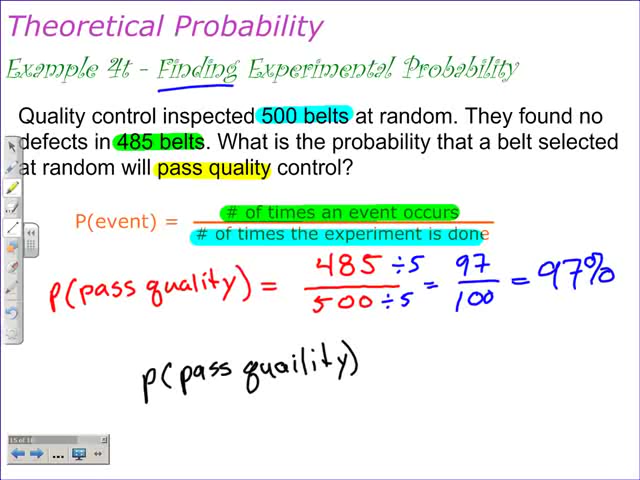 Theoretical Probability
Example 4t - Finding Experimental Probability
Quality control inspected 500 belts at random. They found no
defects in 485 belts. What is the probability that a belt selected
at random will pass quality control?
P(event) = # of times an event occurs
# of times the experiment is done
p(pass quality) = 485 ÷5 = 97 = 97%
500 ÷5 100
p(pass quaility)
15 of 16